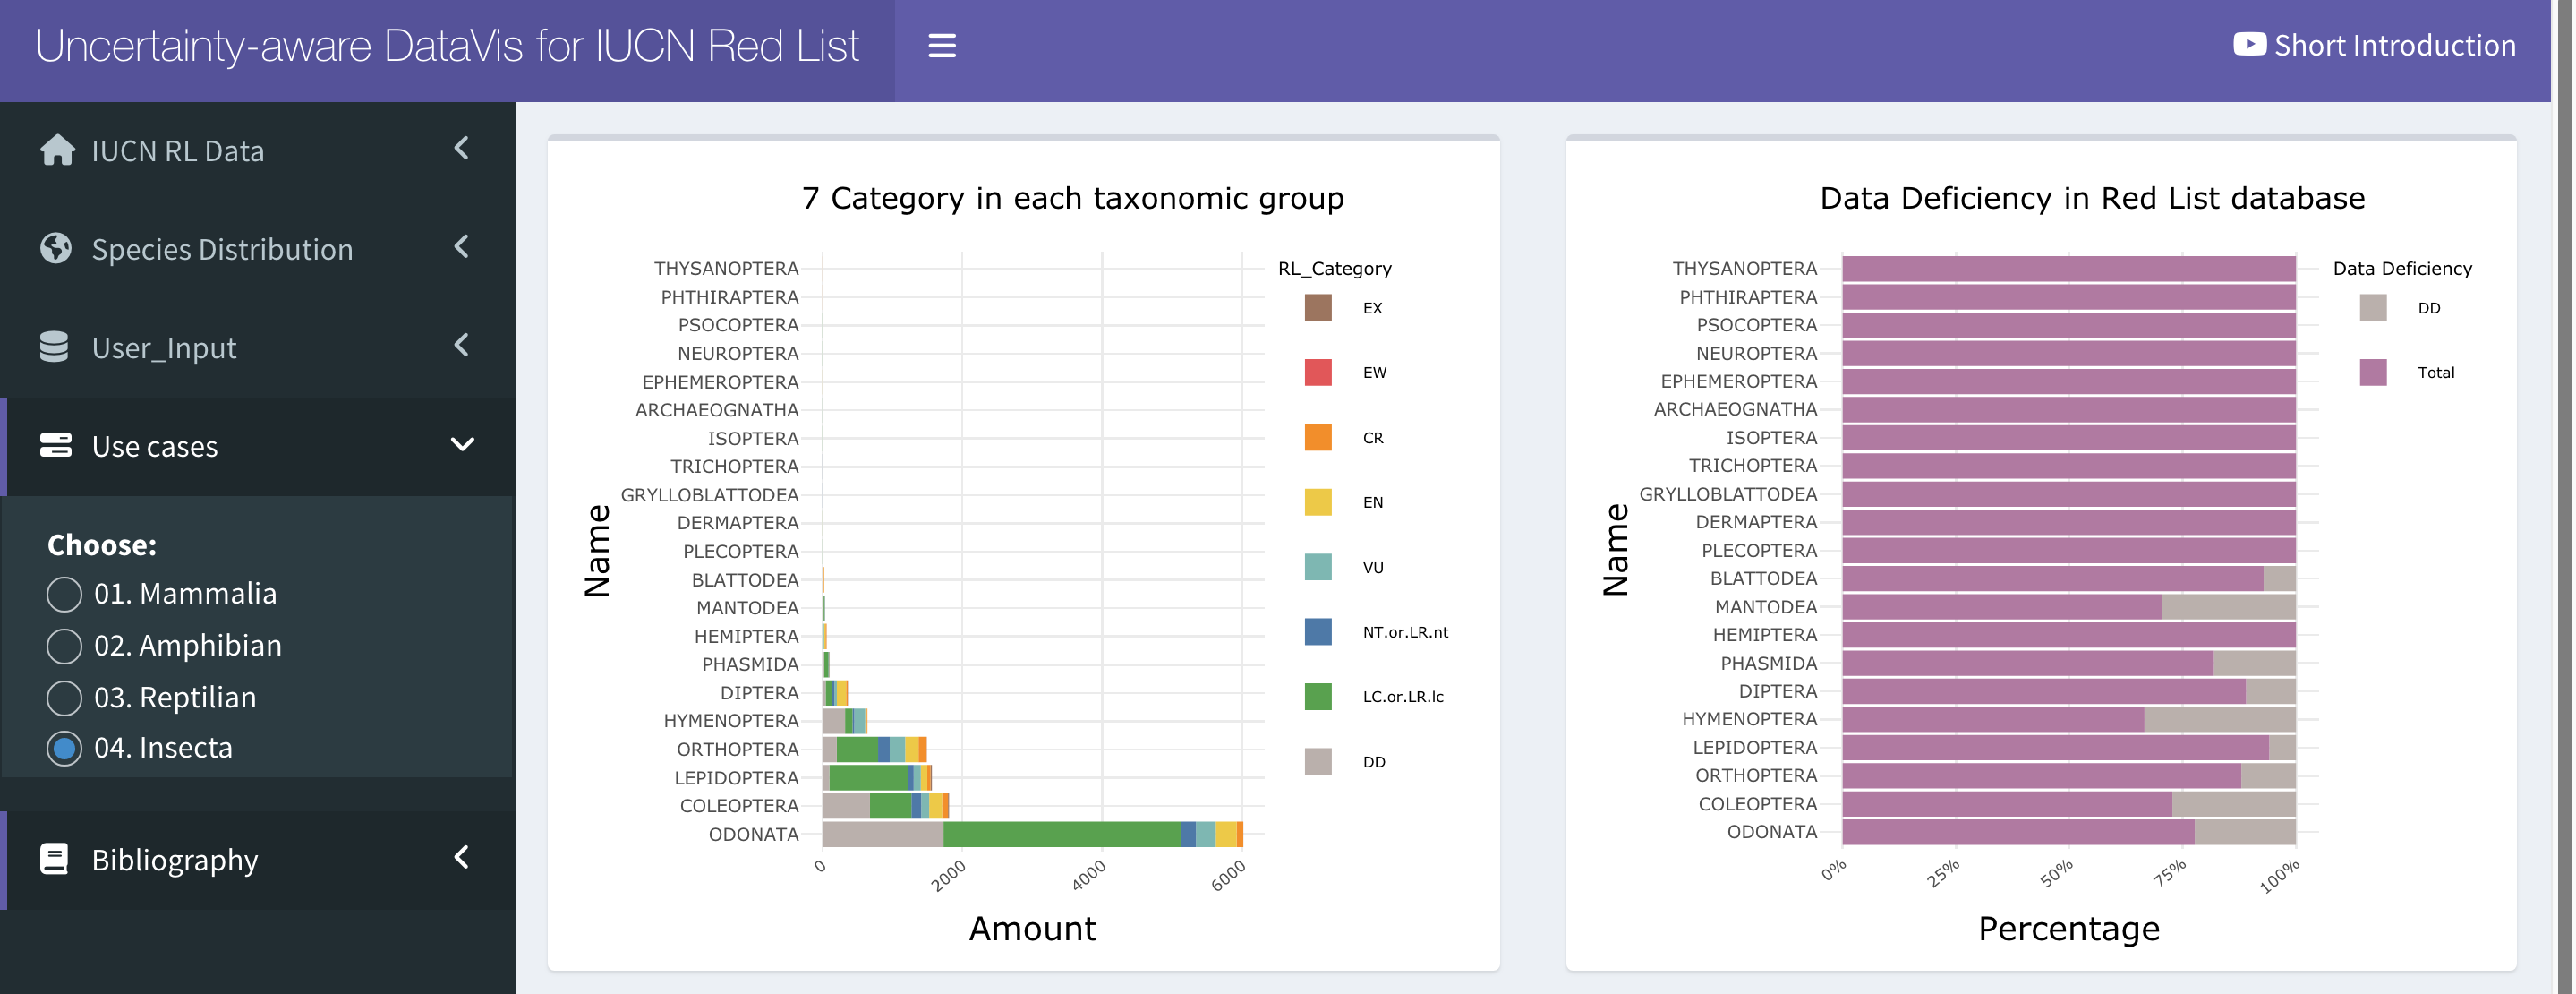 Uncertainty-aware DataVis for IUCN Red List
Short Introduction
IUCN RL Data
Species Distribution
User_Input
Use cases
Choose:
01. Mammalia
02. Amphibian
03. Reptilian
04. Insecta
Bibliography
7 Category in each taxonomic group
Name
THYSANOPTERA
PHTHIRAPTERA
PSOCOPTERA
NEUROPTERA
EPHEMEROPTERA
ARCHAEOGNATHA
ISOPTERA
TRICHOPTERA
GRYLLOBLATTODEA
DERMAPTERA
PLECOPTERA
BLATTODEA
MANTODEA
HEMIPTERA
PHASMIDA
DIPTERA
HYMENOPTERA
ORTHOPTERA
LEPIDOPTERA
COLEOPTERA
ODONATA
0 2000 4000 6000
Amount
RL_Category
EX
EW
CR
EN
VU
NT.or.LR.nt
LC.or.LR.lc
DD
Data Deficiency in Red List database
Name
THYSANOPTERA
PHTHIRAPTERA
PSOCOPTERA
NEUROPTERA
EPHEMEROPTERA
ARCHAEOGNATHA
ISOPTERA
TRICHOPTERA
GRYLLOBLATTODEA
DERMAPTERA
PLECOPTERA
BLATTODEA
MANTODEA
HEMIPTERA
PHASMIDA
DIPTERA
HYMENOPTERA
LEPIDOPTERA
ORTHOPTERA
COLEOPTERA
ODONATA
0% 25% 50% 75% 100%
Percentage
Data Deficiency
DD
Total